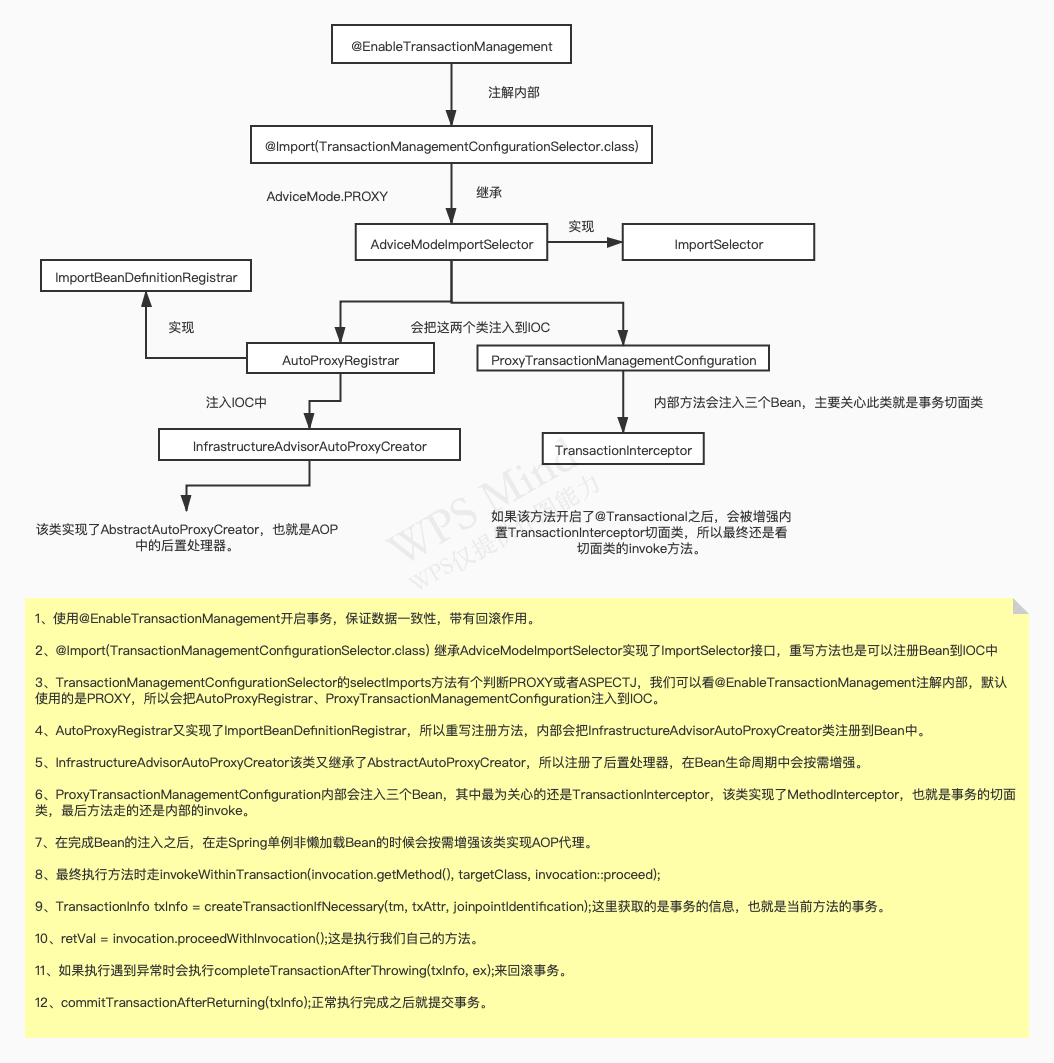 @EnableTransactionManagement
注解内部
@Import(TransactionManagementConfigurationSelector.class)
AdviceMode.PROXY
继承
AdviceModeImportSelector
实现
ImportSelector
ImportBeanDefinitionRegistrar
实现
会把这两个类注入到IOC
AutoProxyRegistrar
ProxyTransactionManagementConfiguration
注入IOC中
内部方法会注入三个Bean，主要关心此类就是事务切面类
InfrastructureAdvisorAutoProxyCreator
TransactionInterceptor
该类实现了AbstractAutoProxyCreator，也就是AOP
中的后置处理器。
如果该方法开启了@Transactional之后，会被增强内
置TransactionInterceptor切面类，所以最终还是看
切面类的invoke方法。
WPS Mind
WPS仅提供
能力
1、使用@EnableTransactionManagement开启事务，保证数据一致性，带有回滚作用。
2、@Import(TransactionManagementConfigurationSelector.class) 继承AdviceModeImportSelector实现了ImportSelector接口，重写方法也是可以注册Bean到IOC中
3、TransactionManagementConfigurationSelector的selectImports方法有个判断PROXY或者ASPECTJ，我们可以看@EnableTransactionManagement注解内部，默认
使用的是PROXY，所以会把AutoProxyRegistrar、ProxyTransactionManagementConfiguration注入到IOC。
4、AutoProxyRegistrar又实现了ImportBeanDefinitionRegistrar，所以重写注册方法，内部会把InfrastructureAdvisorAutoProxyCreator类注册到Bean中。
5、InfrastructureAdvisorAutoProxyCreator该类又继承了AbstractAutoProxyCreator，所以注册了后置处理器，在Bean生命周期中会按需增强。
6、ProxyTransactionManagementConfiguration内部会注入三个Bean，其中最为关心的还是TransactionInterceptor，该类实现了MethodInterceptor，也就是事务的切面
类，最后方法走的还是内部的invoke。
7、在完成Bean的注入之后，在走Spring单例非懒加载Bean的时候会按需增强该类实现AOP代理。
8、最终执行方法时走invokeWithinTransaction(invocation.getMethod(), targetClass, invocation::proceed);
9、TransactionInfo txInfo = createTransactionIfNecessary(tm, txAttr, joinpointIdentification);这里获取的是事务的信息，也就是当前方法的事务。
10、retVal = invocation.proceedWithInvocation();这是执行我们自己的方法。
11、如果执行遇到异常时会执行completeTransactionAfterThrowing(txInfo, ex);来回滚事务。
12、commitTransactionAfterReturning(txInfo);正常执行完成之后就提交事务。